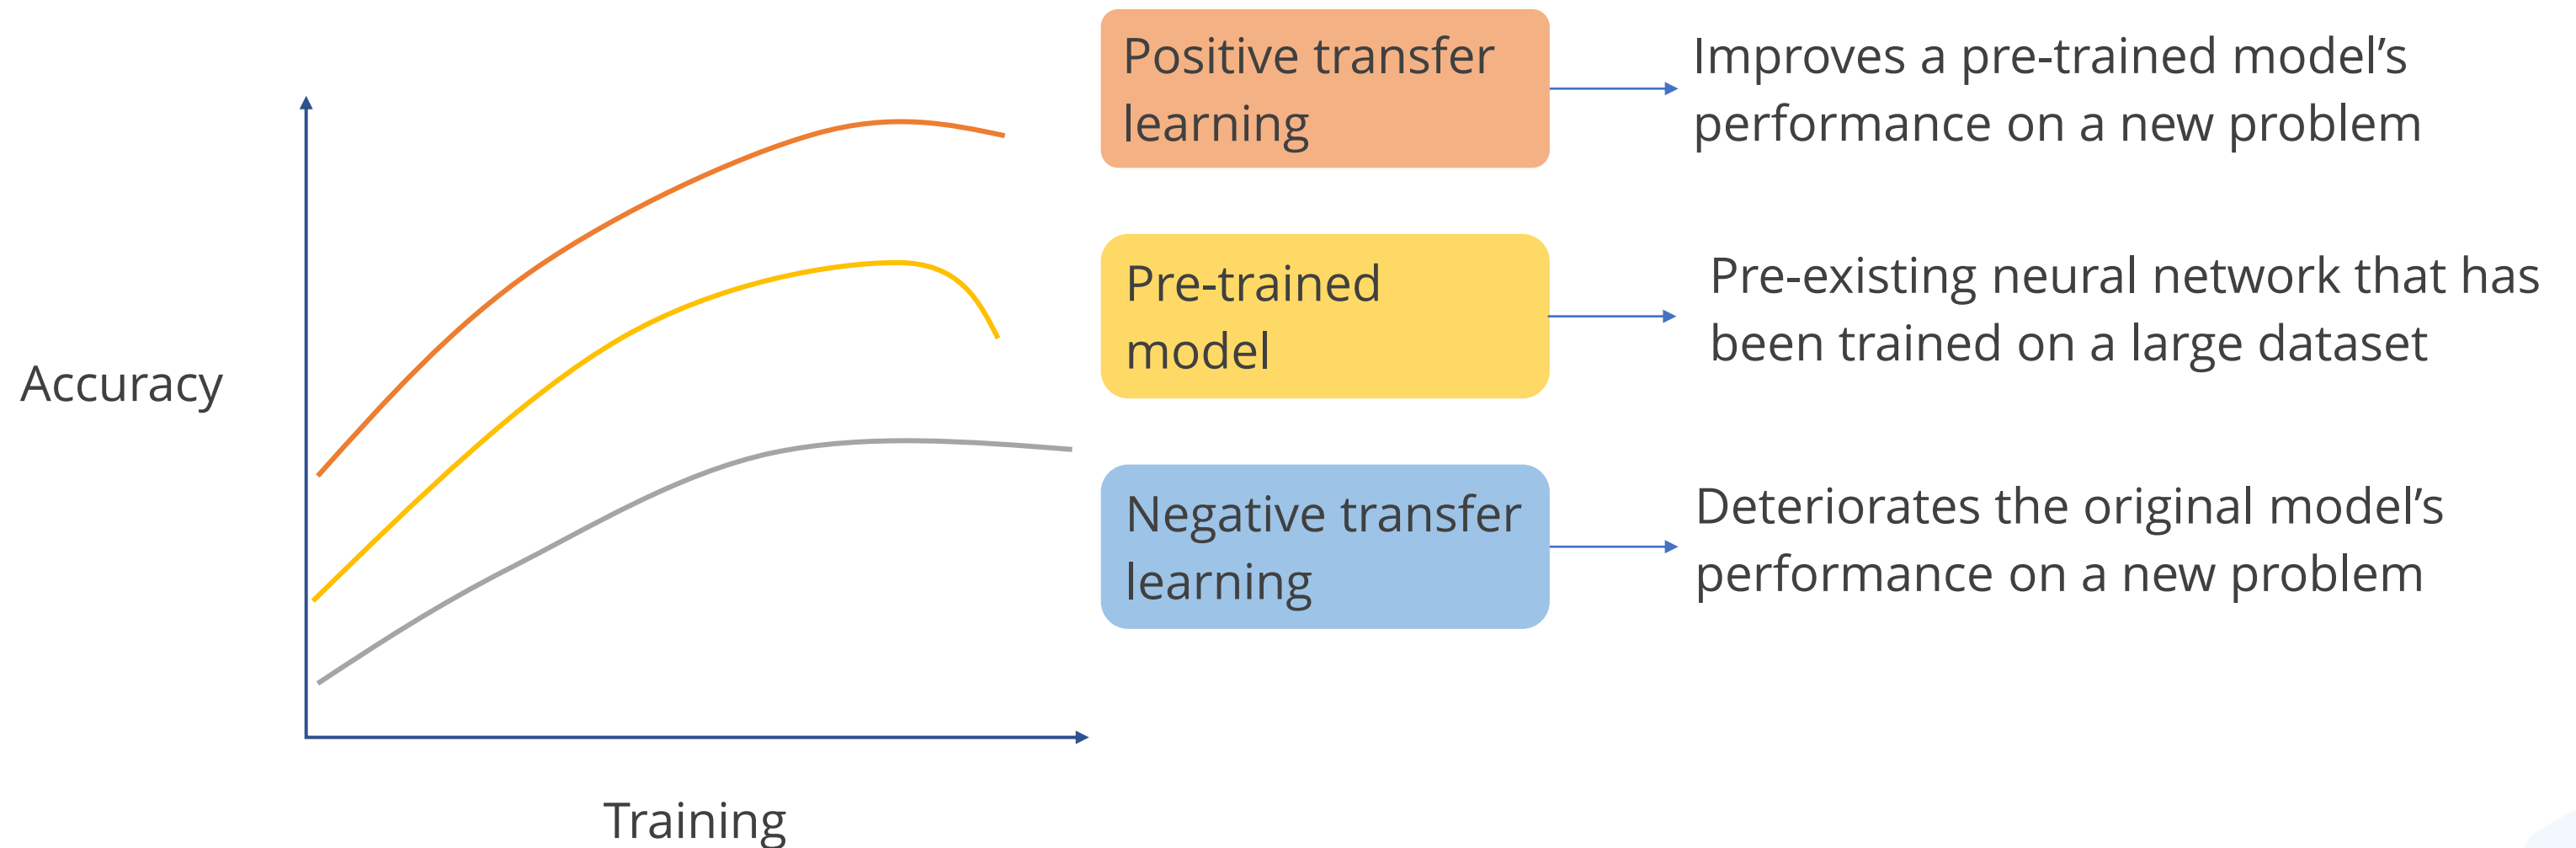 Positive transfer
learning
Improves a pre-trained model’s
performance on a new problem
Accuracy
Pre-trained
model
Pre-existing neural network that has
been trained on a large dataset
Negative transfer
learning
Deteriorates the original model’s
performance on a new problem
Training